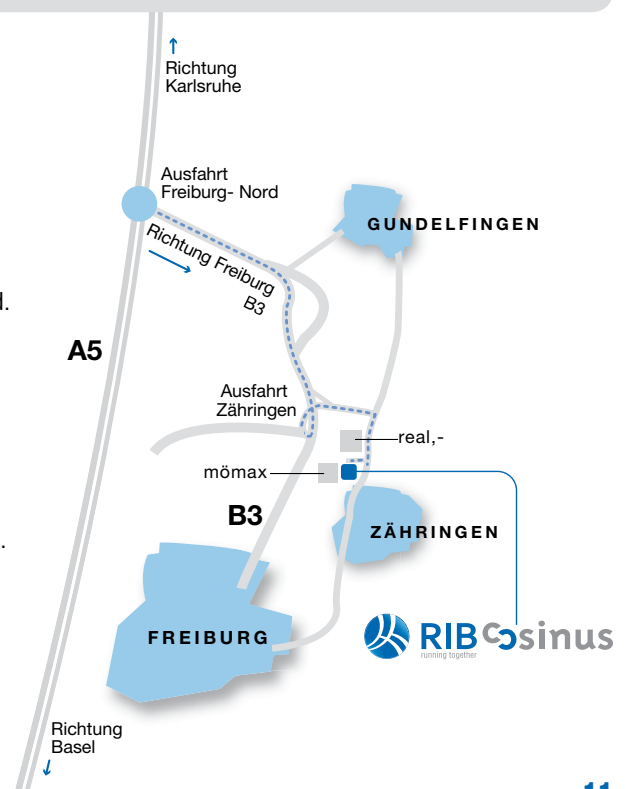 Richtung
Karlsruhe
Ausfahrt
Freiburg- Nord
GUNDELFINGEN
Richtung Freiburg
B3
d.
A5
Ausfahrt
Zähringen
real,-
mömax
B3
ZÄHRINGEN
.
FREIBURG
RIB Cosinus
running together
Richtung
Basel
11